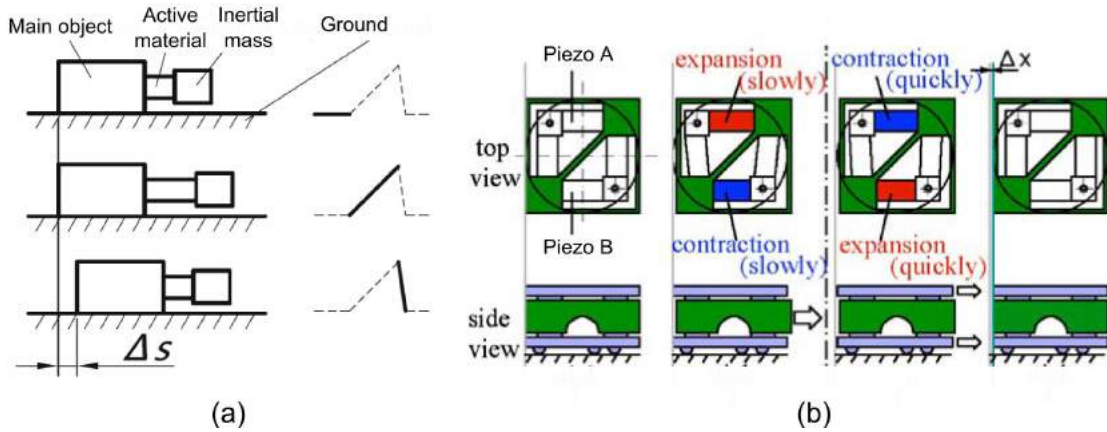 Main object
Active
material
Inertial
mass
Ground
Δs
(a)
top
view
Piezo A
Piezo B
expansion
(slowly)
contraction
(slowly)
contraction
(quickly)
expansion
(quickly)
Δx
side
view
(b)